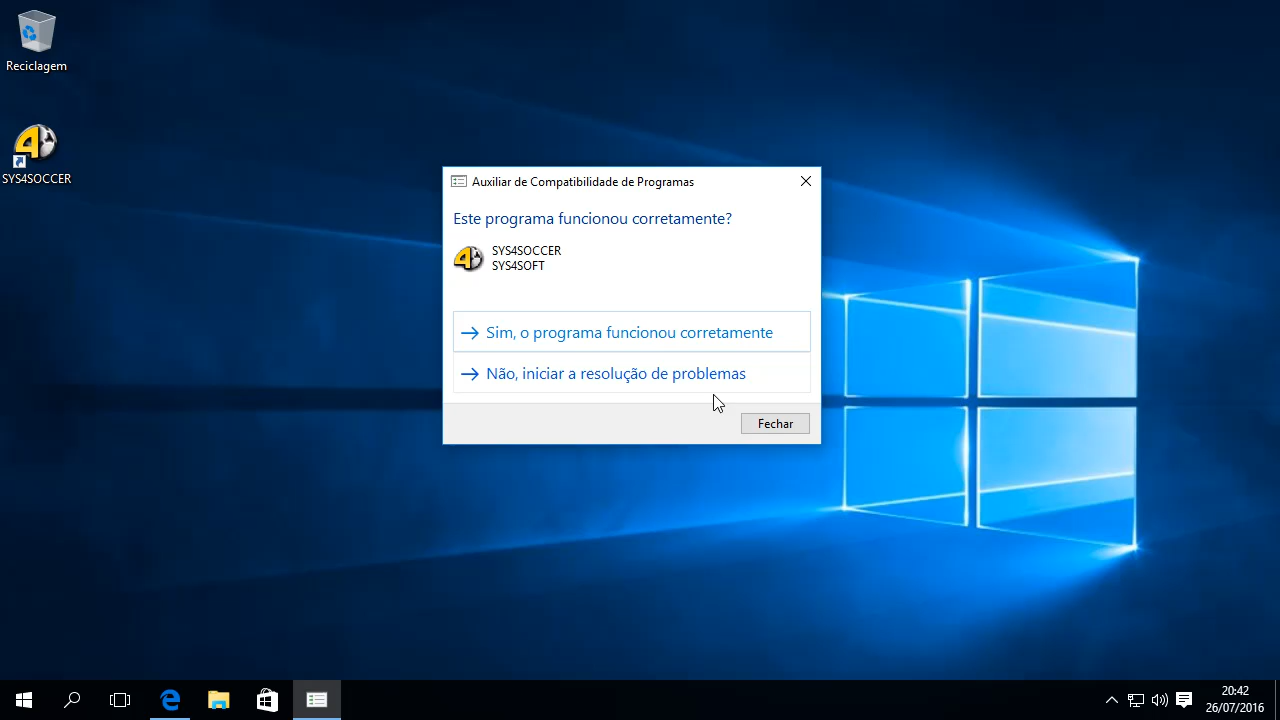 Reciclagem
SYS4SOCCER
Auxiliar de Compatibilidade de Programas
Este programa funcionou corretamente?
SYS4SOCCER
SYS4SOFT
Sim, o programa funcionou corretamente
Não, iniciar a resolução de problemas
Fechar
20:42
26/07/2016